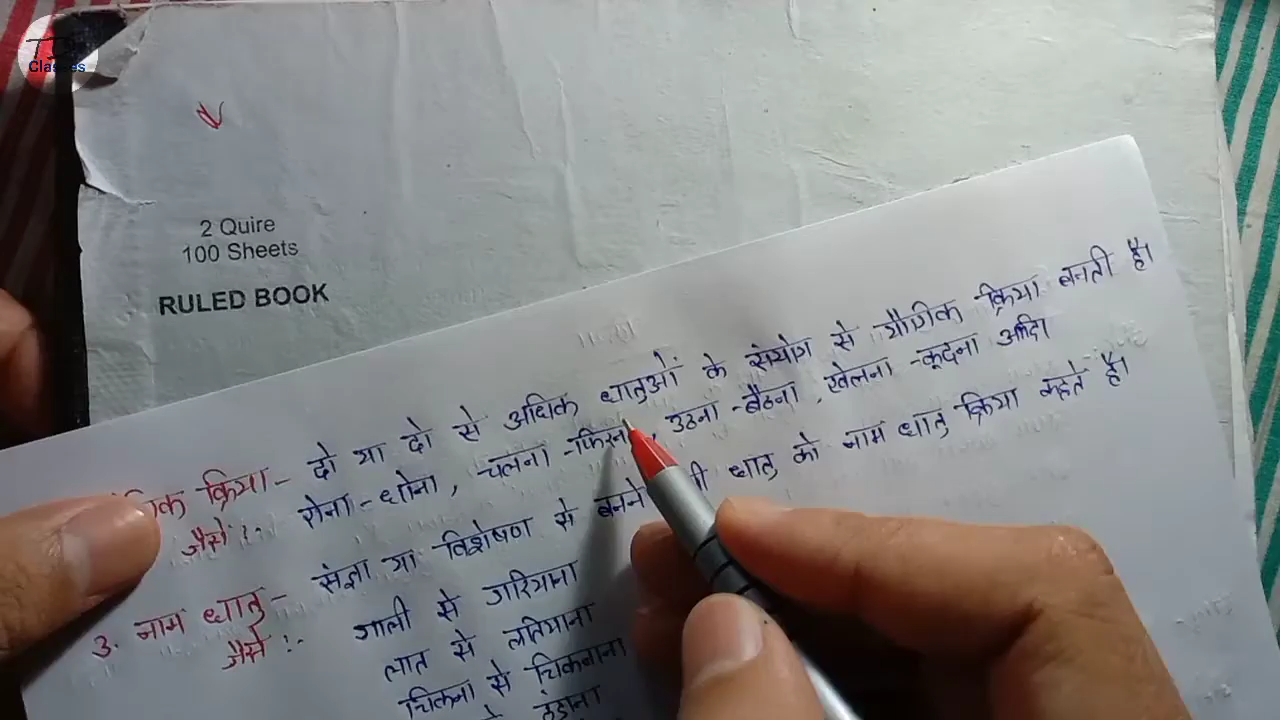 Classes
2 Quire
100 Sheets
RULED BOOK
क्रिया - दो या दो से अधिक धातुओं के संयोग से यौगिक क्रिया बनती है।
जैसे :- रोना - धोना, चलना - फिरना, उठना - बैठना, खेलना - कूदना आदि
3. नाम धातु - संज्ञा या विशेषण से बनने धातु को नाम धातु क्रिया कहते है।
जैसे :- गाली से गरियाना
लात से लतियाना
चिकना से चिकनाना
से ठंडाना